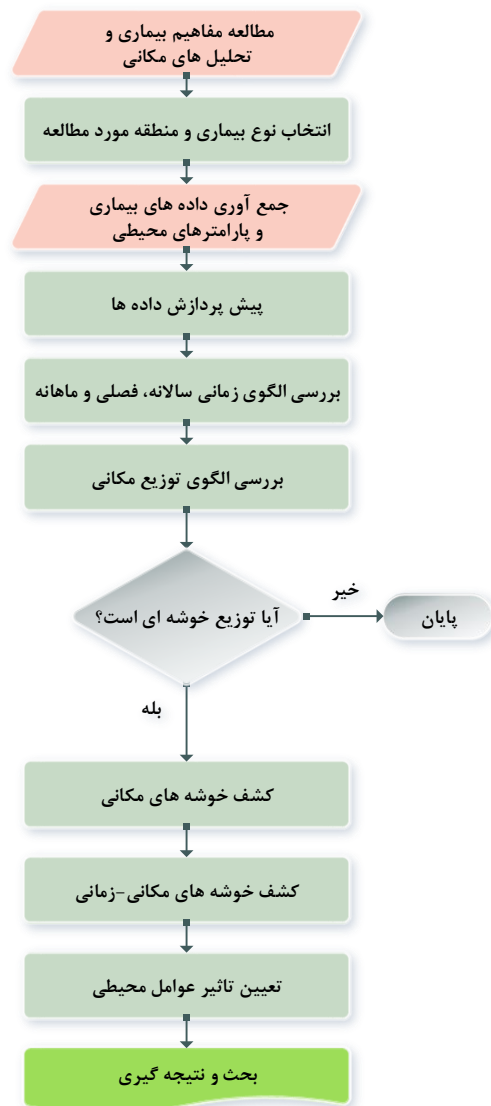 مطالعه مفاهیم بیماری و
تحلیل های مکانی
انتخاب نوع بیماری و منطقه مورد مطالعه
جمع آوری داده های بیماری
و پارامترهای محیطی
پیش پردازش داده ها
بررسی الگوی زمانی سالانه، فصلی و ماهانه
بررسی الگوی توزیع مکانی
آیا توزیع خوشه ای است؟
خیر
پایان
بله
کشف خوشه های مکانی
کشف خوشه های مکانی-زمانی
تعیین تاثیر عوامل محیطی
بحث و نتیجه گیری